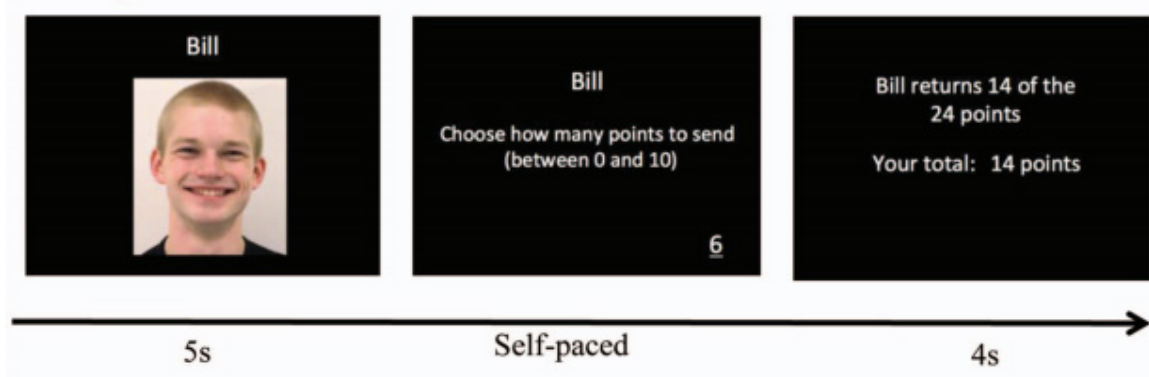 Bill
Bill
Choose how many points to send
(between 0 and 10)
6
Bill returns 14 of the
24 points
Your total: 14 points
5s
Self-paced
4s